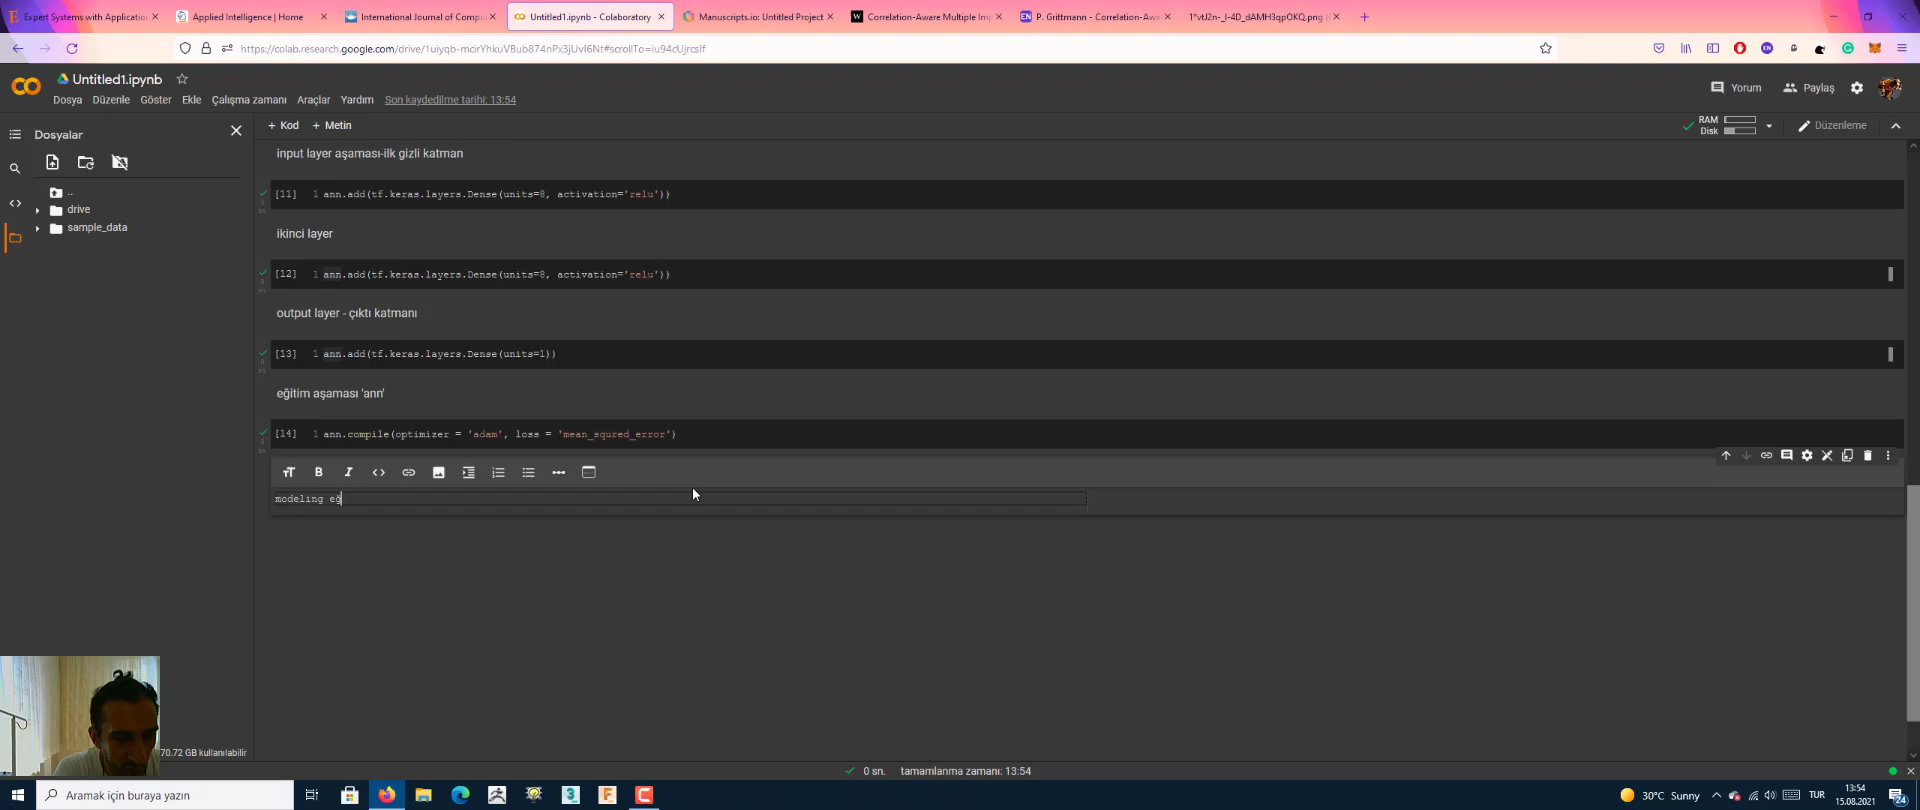 Expert Systems with Application
Applied Intelligence | Home
International Journal of Compu
Untitled1.ipynb - Colaboratory
Manuscripts.io: Untitled Project
Correlation-Aware Multiple Imp
P. Grittmann - Correlation-Awa
https://colab.research.google.com/drive/1uiyqb-mcirYhkuVBub874nPx3jUvI6Nt#scrollTo=iu94cUjrcsIf
Untitled1.ipynb
Yorum
Paylaş
Dosya Düzenle Göster Ekle Çalışma zamanı Araçlar Yardım Son kaydedilme tarihi: 13:54
Dosyalar
+ Kod + Metin
RAM
Disk
Düzenleme
..
drive
sample_data
input layer aşaması-ilk gizli katman
[11] 1 ann.add(tf.keras.layers.Dense(units=8, activation='relu'))
ikinci layer
[12] 1 ann.add(tf.keras.layers.Dense(units=8, activation='relu'))
output layer - çıktı katmanı
[13] 1 ann.add(tf.keras.layers.Dense(units=1))
eğitim aşaması 'ann'
[14] 1 ann.compile(optimizer = 'adam', loss = 'mean_squred_error')
modeling eğ
70.72 GB kullanılabilir
0 sn. tamamlanma zamanı: 13:54
Aramak için buraya yazın
30°C Sunny
TUR
13:54
15.08.2021
24